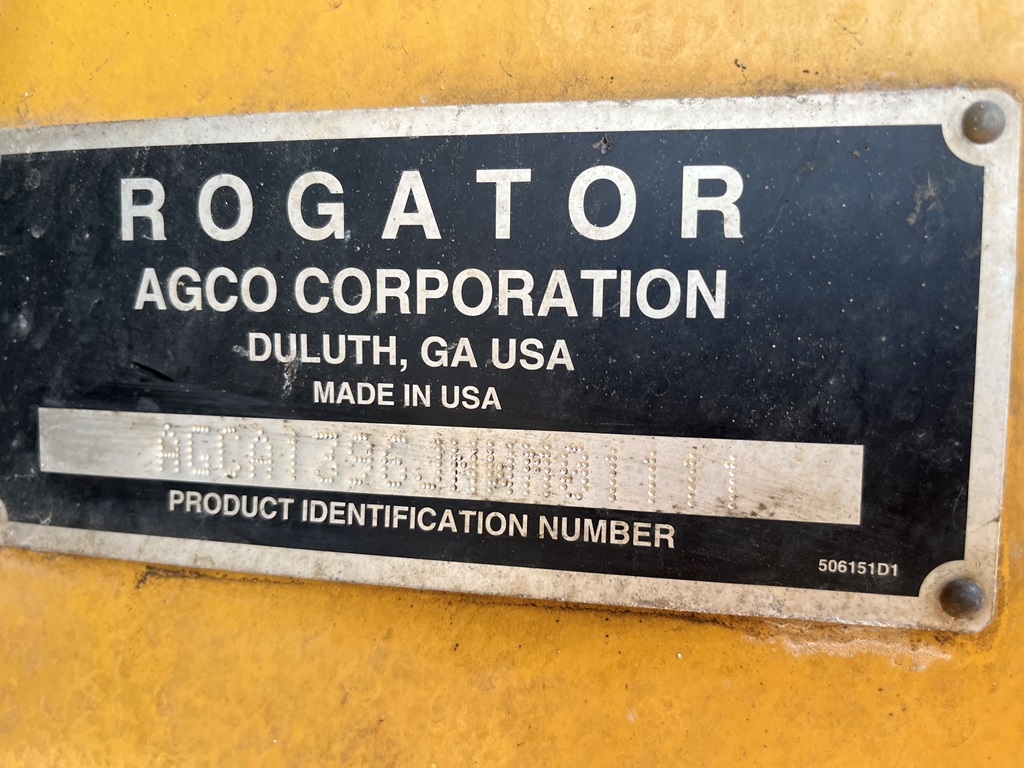 ROGATOR
AGCO CORPORATION
DULUTH, GA USA
MADE IN USA
PRODUCT IDENTIFICATION NUMBER
506151D1